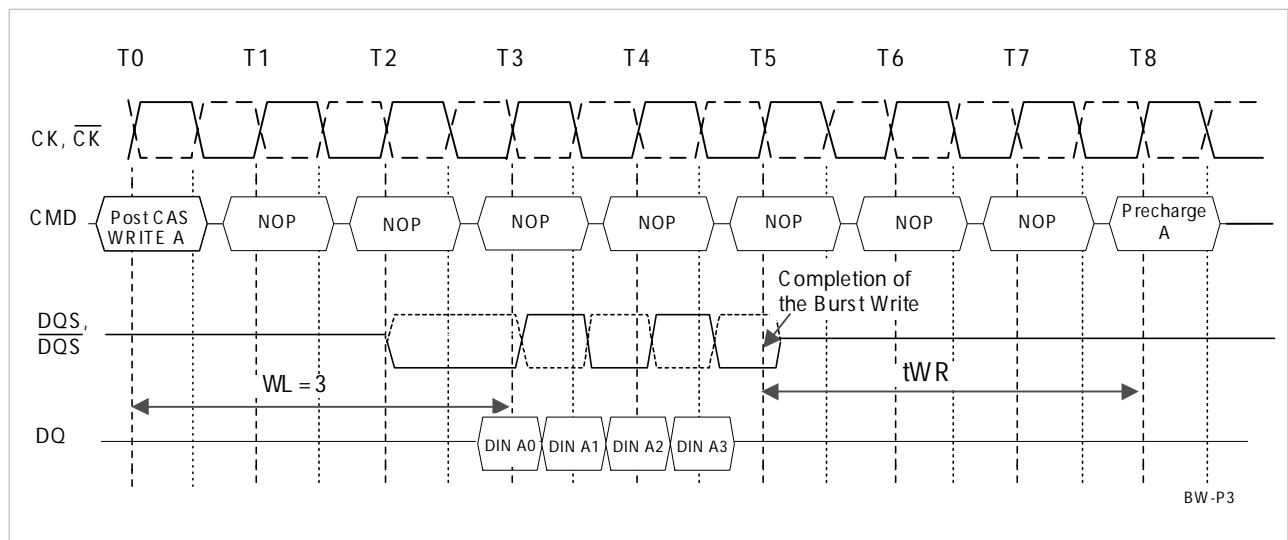 T0 T1 T2 T3 T4 T5 T6 T7 T8
CK, CK
CMD
Post CAS
WRITE A
NOP NOP NOP NOP NOP NOP NOP
Precharge
A
Completion of
the Burst Write
DQS,
DQS
WL = 3
tWR
DQ
DIN A0 DIN A1 DIN A2 DIN A3
BW-P3